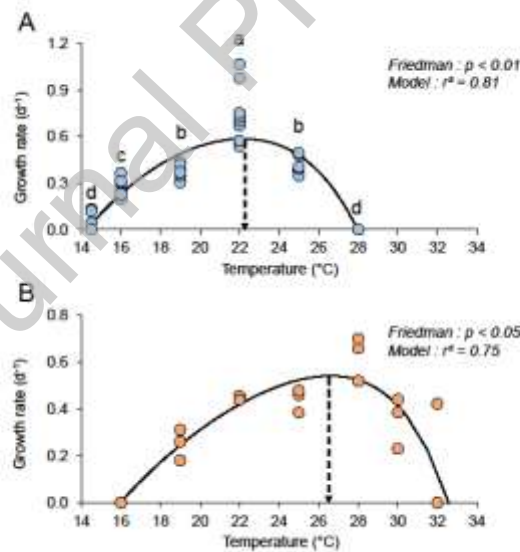 A
1.2
0.9
0.6
0.3
0.0
Growth rate (d⁻¹)
a
b
b
c
d
d
Friedman : p < 0.01
Model : r² = 0.81
14 16 18 20 22 24 26 28 30 32 34
Temperature (°C)
B
0.8
0.6
0.4
0.2
0.0
Growth rate (d⁻¹)
Friedman : p < 0.05
Model : r² = 0.75
14 16 18 20 22 24 26 28 30 32 34
Temperature (°C)
urnal P